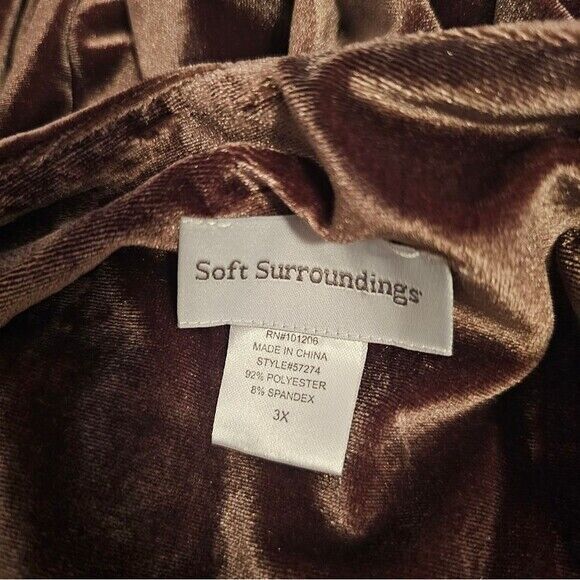 Soft Surroundings
RN#101206
MADE IN CHINA
STYLE#57274
92% POLYESTER
8% SPANDEX
3X